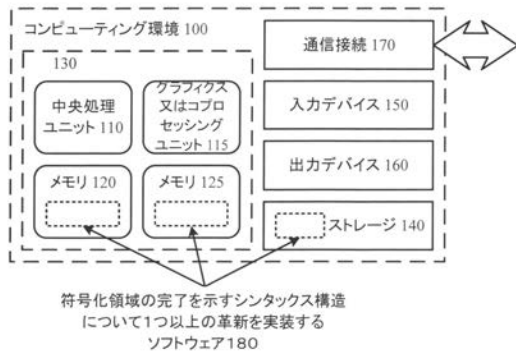 コンピューティング環境 100
130
中央処理
ユニット 110
グラフィクス
又はコプロ
セッシング
ユニット 115
メモリ 120
メモリ 125
通信接続 170
入力デバイス 150
出力デバイス 160
ストレージ 140
符号化領域の完了を示すシンタックス構造
について1つ以上の革新を実装する
ソフトウェア180